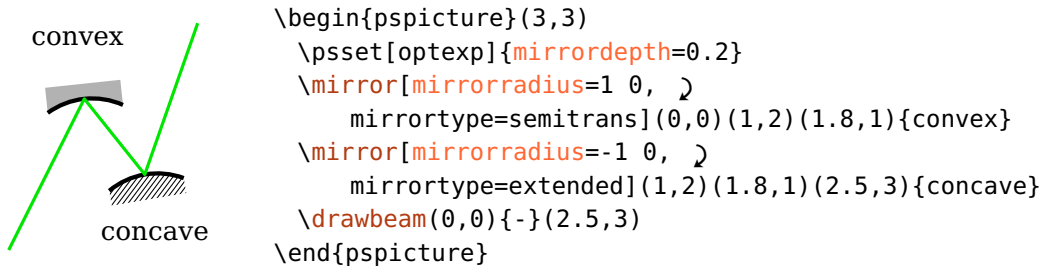 convex
concave
\begin{pspicture}(3,3)
\psset[optexp]{mirrordepth=0.2}
\mirror[mirrorradius=1 0,
mirrortype=semitrans](0,0)(1,2)(1.8,1){convex}
\mirror[mirrorradius=-1 0,
mirrortype=extended](1,2)(1.8,1)(2.5,3){concave}
\drawbeam(0,0){-}(2.5,3)
\end{pspicture}